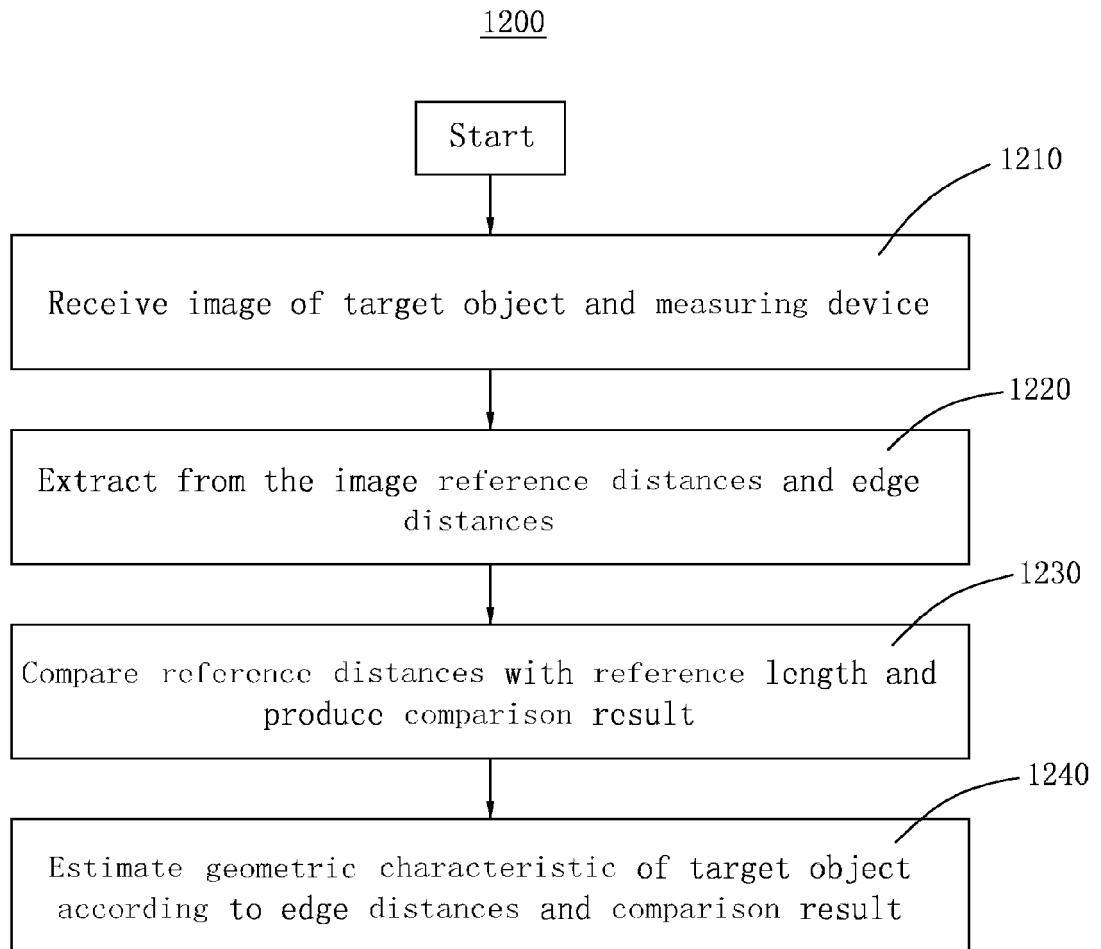 1200
Start
1210
Receive image of target object and measuring device
1220
Extract from the image reference distances and edge
distances
1230
Compare reference distances with reference length and
produce comparison result
1240
Estimate geometric characteristic of target object
according to edge distances and comparison result